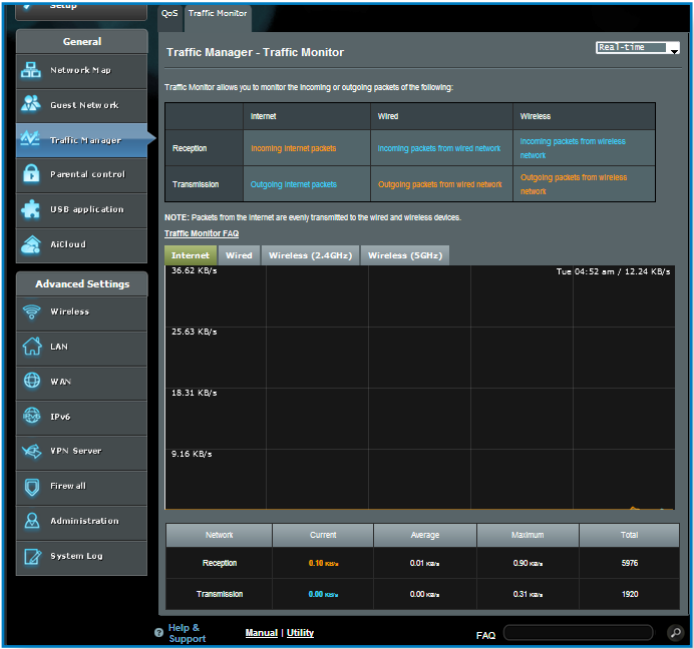 Setup
QoS Traffic Monitor
General
Network Map
Guest Network
Traffic Manager
Parental control
USB application
AiCloud
Advanced Settings
Wireless
LAN
WAN
IPv6
VPN Server
Firewall
Administration
System Log
Traffic Manager - Traffic Monitor
Real-time
Traffic Monitor allows you to monitor the incoming or outgoing packets of the following:
Internet Wired Wireless
Reception Incoming Internet packets Incoming packets from wired network Incoming packets from wireless
network
Transmission Outgoing Internet packets Outgoing packets from wired network Outgoing packets from wireless
network
NOTE: Packets from the Internet are evenly transmitted to the wired and wireless devices.
Traffic Monitor FAQ
Internet Wired Wireless (2.4GHz) Wireless (5GHz)
36.62 KB/s Tue 04:52 am / 12.24 KB/s
25.63 KB/s
18.31 KB/s
9.16 KB/s
Network Current Average Maximum Total
Reception 0.10 KB/s 0.01 KB/s 0.90 KB/s 5976
Transmission 0.00 KB/s 0.00 KB/s 0.31 KB/s 1920
Help &
Support
Manual | Utility
FAQ